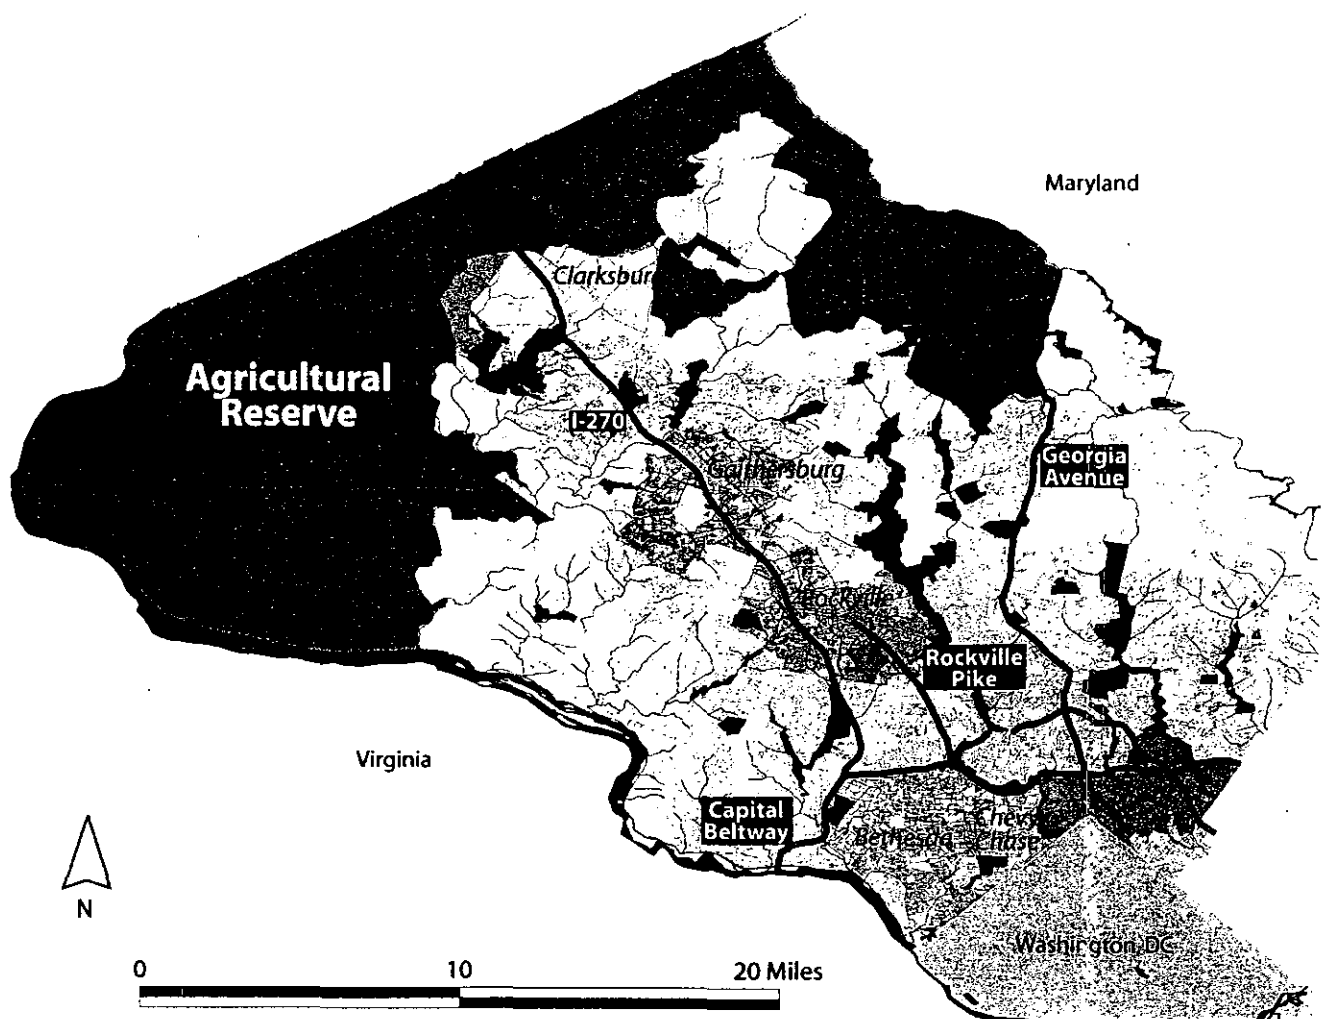 Maryland
Clarksburg
Agricultural
Reserve
I-270
Georgia
Avenue
Gaithersburg
Rockville
Rockville
Pike
Virginia
Capital
Beltway
Chevy
Chase
Bethesda
N
Washington, DC
0 10 20 Miles